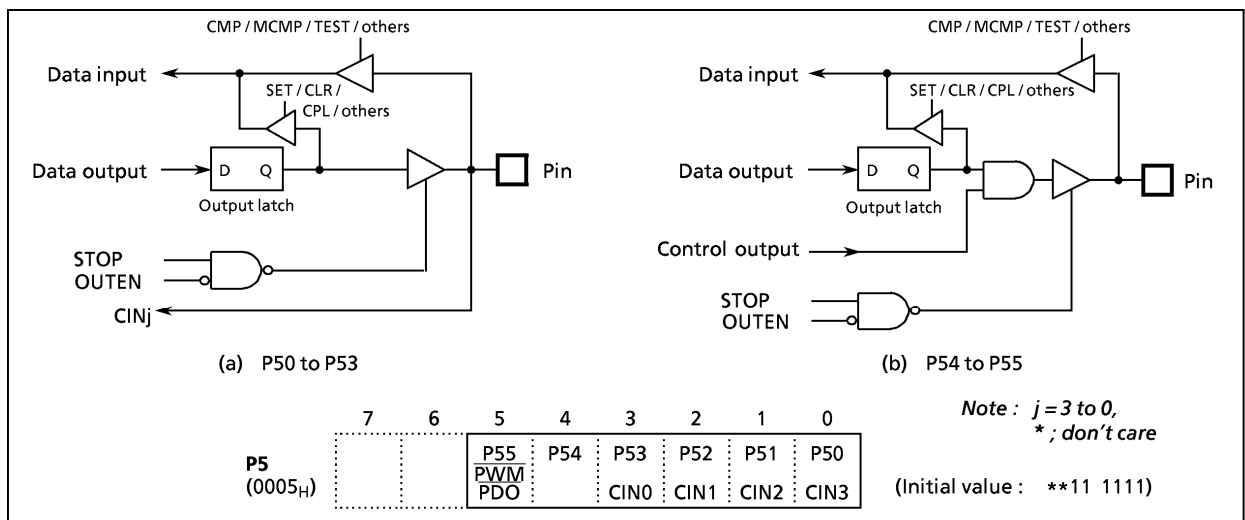 CMP / MCMP / TEST / others
Data input
SET / CLR /
CPL / others
Data output
D Q
Output latch
Pin
STOP
OUTEN
CINj
(a) P50 to P53
CMP / MCMP / TEST / others
Data input
SET / CLR / CPL / others
Data output
D Q
Output latch
Pin
Control output
STOP
OUTEN
(b) P54 to P55
Note : j = 3 to 0,
* ; don't care
7 6 5 4 3 2 1 0
P5
(0005H)
P55 P54 P53 P52 P51 P50
PWM
PDO CIN0 CIN1 CIN2 CIN3
(Initial value : **11 1111)